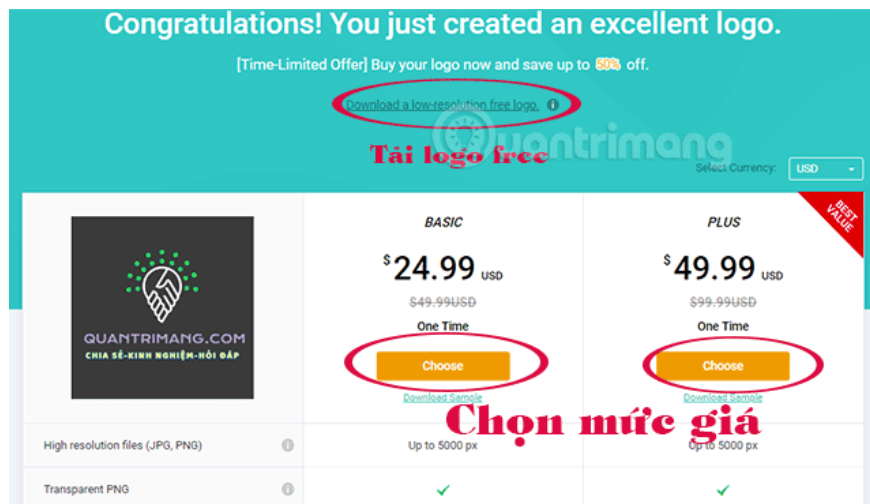 Congratulations! You just created an excellent logo.
[Time-Limited Offer] Buy your logo now and save up to 50% off.
Download a low-resolution free logo.
Quantrimang
Tải logo free
Select Currency: USD
BEST VALUE
BASIC PLUS
$24.99 USD $49.99 USD
$49.99USD $99.99USD
One Time One Time
QUANTRIMANG.COM
CHIA SẺ-KINH NGHIỆM-HỎI ĐÁP
Choose Choose
Download Sample Download Sample
Chọn mức giá
High resolution files (JPG, PNG) Up to 5000 px Up to 5000 px
Transparent PNG